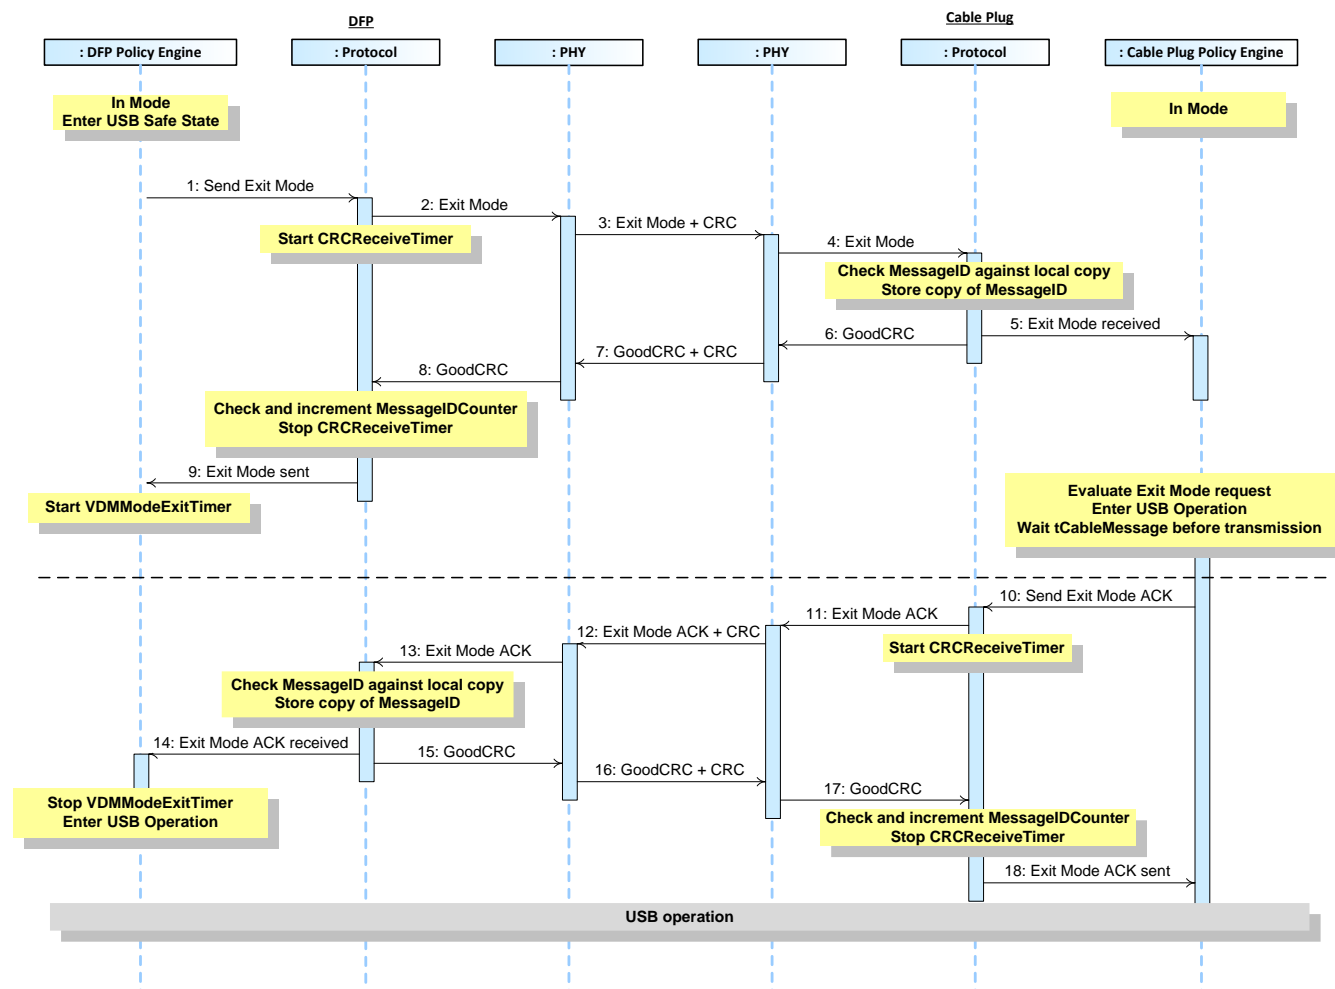 DFP
Cable Plug
: DFP Policy Engine
: Protocol
: PHY
: PHY
: Protocol
: Cable Plug Policy Engine
In Mode
Enter USB Safe State
In Mode
1: Send Exit Mode
2: Exit Mode
3: Exit Mode + CRC
Start CRCReceiveTimer
4: Exit Mode
Check MessageID against local copy
Store copy of MessageID
5: Exit Mode received
6: GoodCRC
7: GoodCRC + CRC
8: GoodCRC
Check and increment MessageIDCounter
Stop CRCReceiveTimer
9: Exit Mode sent
Start VDMModeExitTimer
Evaluate Exit Mode request
Enter USB Operation
Wait tCableMessage before transmission
10: Send Exit Mode ACK
11: Exit Mode ACK
12: Exit Mode ACK + CRC
Start CRCReceiveTimer
13: Exit Mode ACK
Check MessageID against local copy
Store copy of MessageID
14: Exit Mode ACK received
15: GoodCRC
16: GoodCRC + CRC
17: GoodCRC
Stop VDMModeExitTimer
Enter USB Operation
Check and increment MessageIDCounter
Stop CRCReceiveTimer
18: Exit Mode ACK sent
USB operation